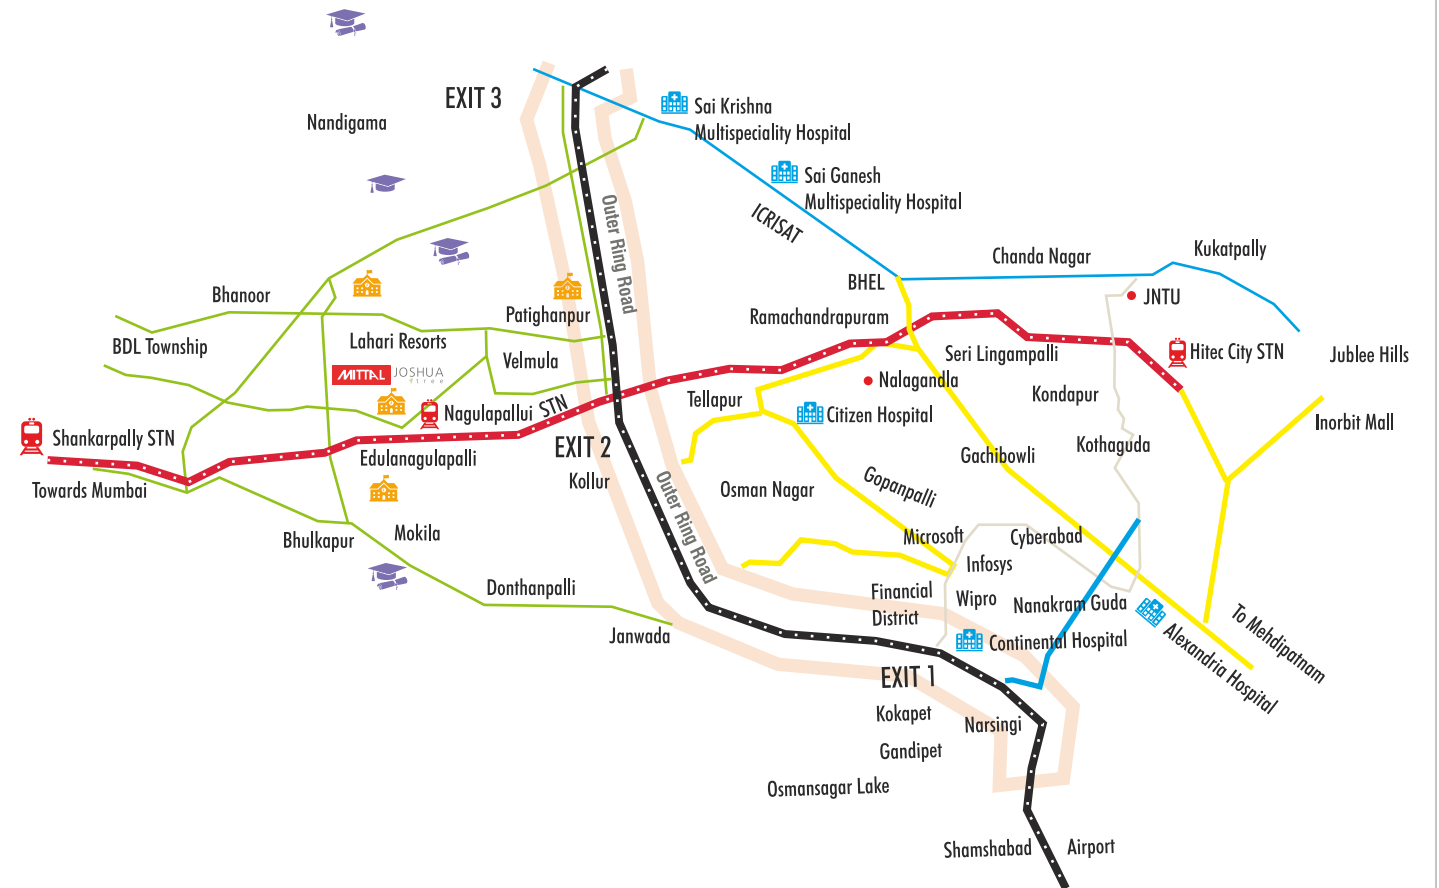 EXIT 3
Nandigama
Sai Krishna
Multispeciality Hospital
Sai Ganesh
Multispeciality Hospital
ICRISAT
Outer Ring Road
Kukatpally
Chanda Nagar
BHEL
JNTU
Bhanoor
Patighanpur
Ramachandrapuram
BDL Township
Lahari Resorts
Velmula
Seri Lingampalli
Hitec City STN
Jublee Hills
MITTAL
JOSHUA
tree
Nalagandla
Kondapur
Tellapur
Nagulapallui STN
Citizen Hospital
Inorbit Mall
Shankarpally STN
EXIT 2
Kothaguda
Edulanagulapalli
Gachibowli
Kollur
Towards Mumbai
Osman Nagar
Gopanpalli
Outer Ring Road
Bhulkapur
Mokila
Microsoft
Cyberabad
Infosys
Donthanpalli
Financial
District
Wipro
Nanakram Guda
Janwada
Continental Hospital
To Mehdipatnam
Alexandria Hospital
EXIT 1
Kokapet
Narsingi
Gandipet
Osmansagar Lake
Shamshabad
Airport